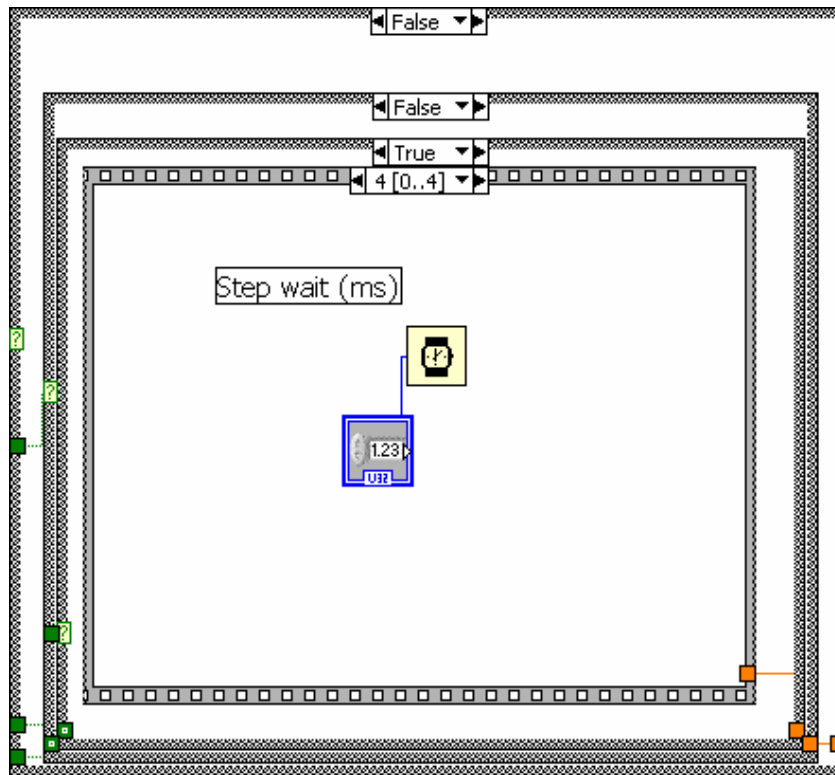 False
False
True
4 [0..4]
Step wait (ms)
?
?
1.23
U32
?